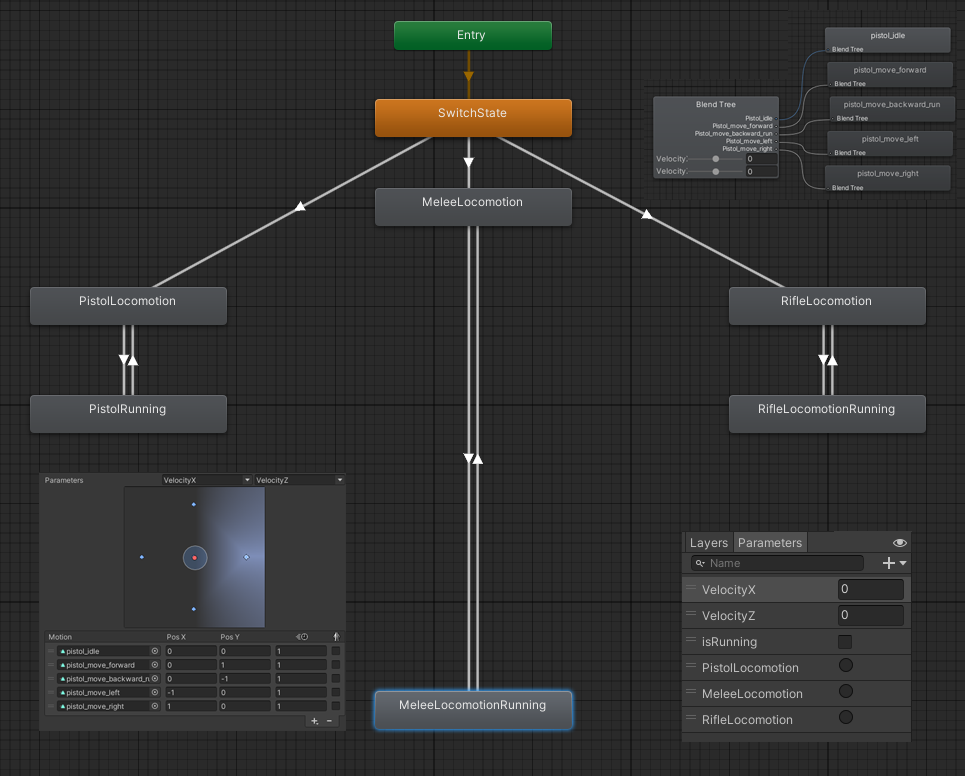 Entry
SwitchState
MeleeLocomotion
PistolLocomotion
RifleLocomotion
PistolRunning
RifleLocomotionRunning
MeleeLocomotionRunning
Blend Tree
Pistol_idle
Pistol_move_forward
Pistol_move_backward_run
Pistol_move_left
Pistol_move_right
Velocity 0
Velocity 0
pistol_idle
Blend Tree
pistol_move_forward
Blend Tree
pistol_move_backward_run
Blend Tree
pistol_move_left
Blend Tree
pistol_move_right
Blend Tree
Parameters VelocityX VelocityZ
Motion Pos X Pos Y
pistol_idle 0 0 1
pistol_move_forward 0 1 1
pistol_move_backward_ru 0 -1 1
pistol_move_left -1 0 1
pistol_move_right 1 0 1
Layers Parameters
Name
VelocityX 0
VelocityZ 0
isRunning
PistolLocomotion
MeleeLocomotion
RifleLocomotion